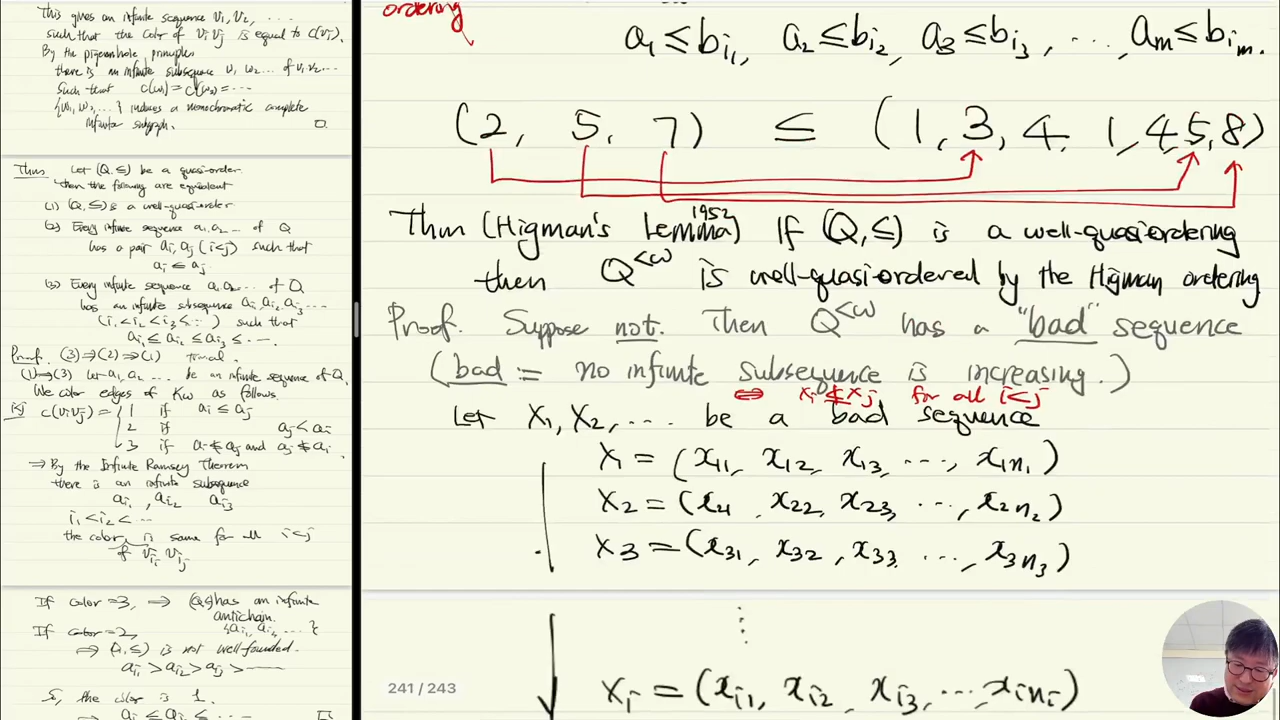 This gives an infinite sequence v1, v2, ....
such that the color of vi vj is equal to c(vi).
By the pigeonhole principle
there is an infinite subsequence w1 w2... of v1 v2...
such that c(w1) = c(w2) = ...
{w1, w2, ...} induces a monochromatic complete
infinite subgraph. □
Thm Let (Q, ≤) be a quasi-order.
then the following are equivalent
(1) (Q, ≤) is a well-quasi-order
(2) Every infinite sequence a1, a2 ... of Q
has a pair ai, aj (i<j) such that
ai ≤ aj
(3) Every infinite sequence a1, a2, ... of Q
has an infinite subsequence ai1, ai2, ai3, ...
(i1 < i2 < i3 < ...) such that
ai1 ≤ ai2 ≤ ai3 ≤ ...
Proof. (3) ⇒ (2) ⇒ (1) trivial.
(1) ⇒ (3) Let a1, a2, ... be an infinite sequence of Q.
We color edges of Kω as follows.
i<j c(vi vj) = { 1 if ai ≤ aj
2 if aj < ai
3 if ai ≰ aj and aj ≰ ai.
⇒ By the Infinite Ramsey Theorem
there is an infinite subsequence
ai1, ai2 ai3
i1 < i2 < ...
the color is same for all i<j
of vii vij
If color = 3, ⇒ (Q, ≤) has an infinite
antichain.
{ai1, ai2, ... }
If color = 2,
⇒ (Q, ≤) is not well-founded.
ai1 > ai2 > ai3 > ...
So, the color is 1.
⇒ ai1 ≤ ai2 ≤ ... □
ordering
a1 ≤ bi1, a2 ≤ bi2, a3 ≤ bi3, ..., am ≤ bim.
(2, 5, 7) ≤ (1, 3, 4, 1, 4, 5, 8)
Thm (Higman's Lemma 1952) If (Q, ≤) is a well-quasi-ordering
then Q^<ω is well-quasi-ordered by the Higman ordering
Proof. Suppose not. Then Q^<ω has a "bad" sequence
(bad := no infinite subsequence is increasing.)
⇔ xi ≰ xj for all i<j
Let X1, X2, ... be a bad sequence
X1 = (x11, x12, x13, ..., x1n1)
X2 = (x21, x22, x23, ..., x2n2)
X3 = (x31, x32, x33, ..., x3n3)
⋮
Xi = (xi1, xi2, xi3, ..., xini)
241 / 243